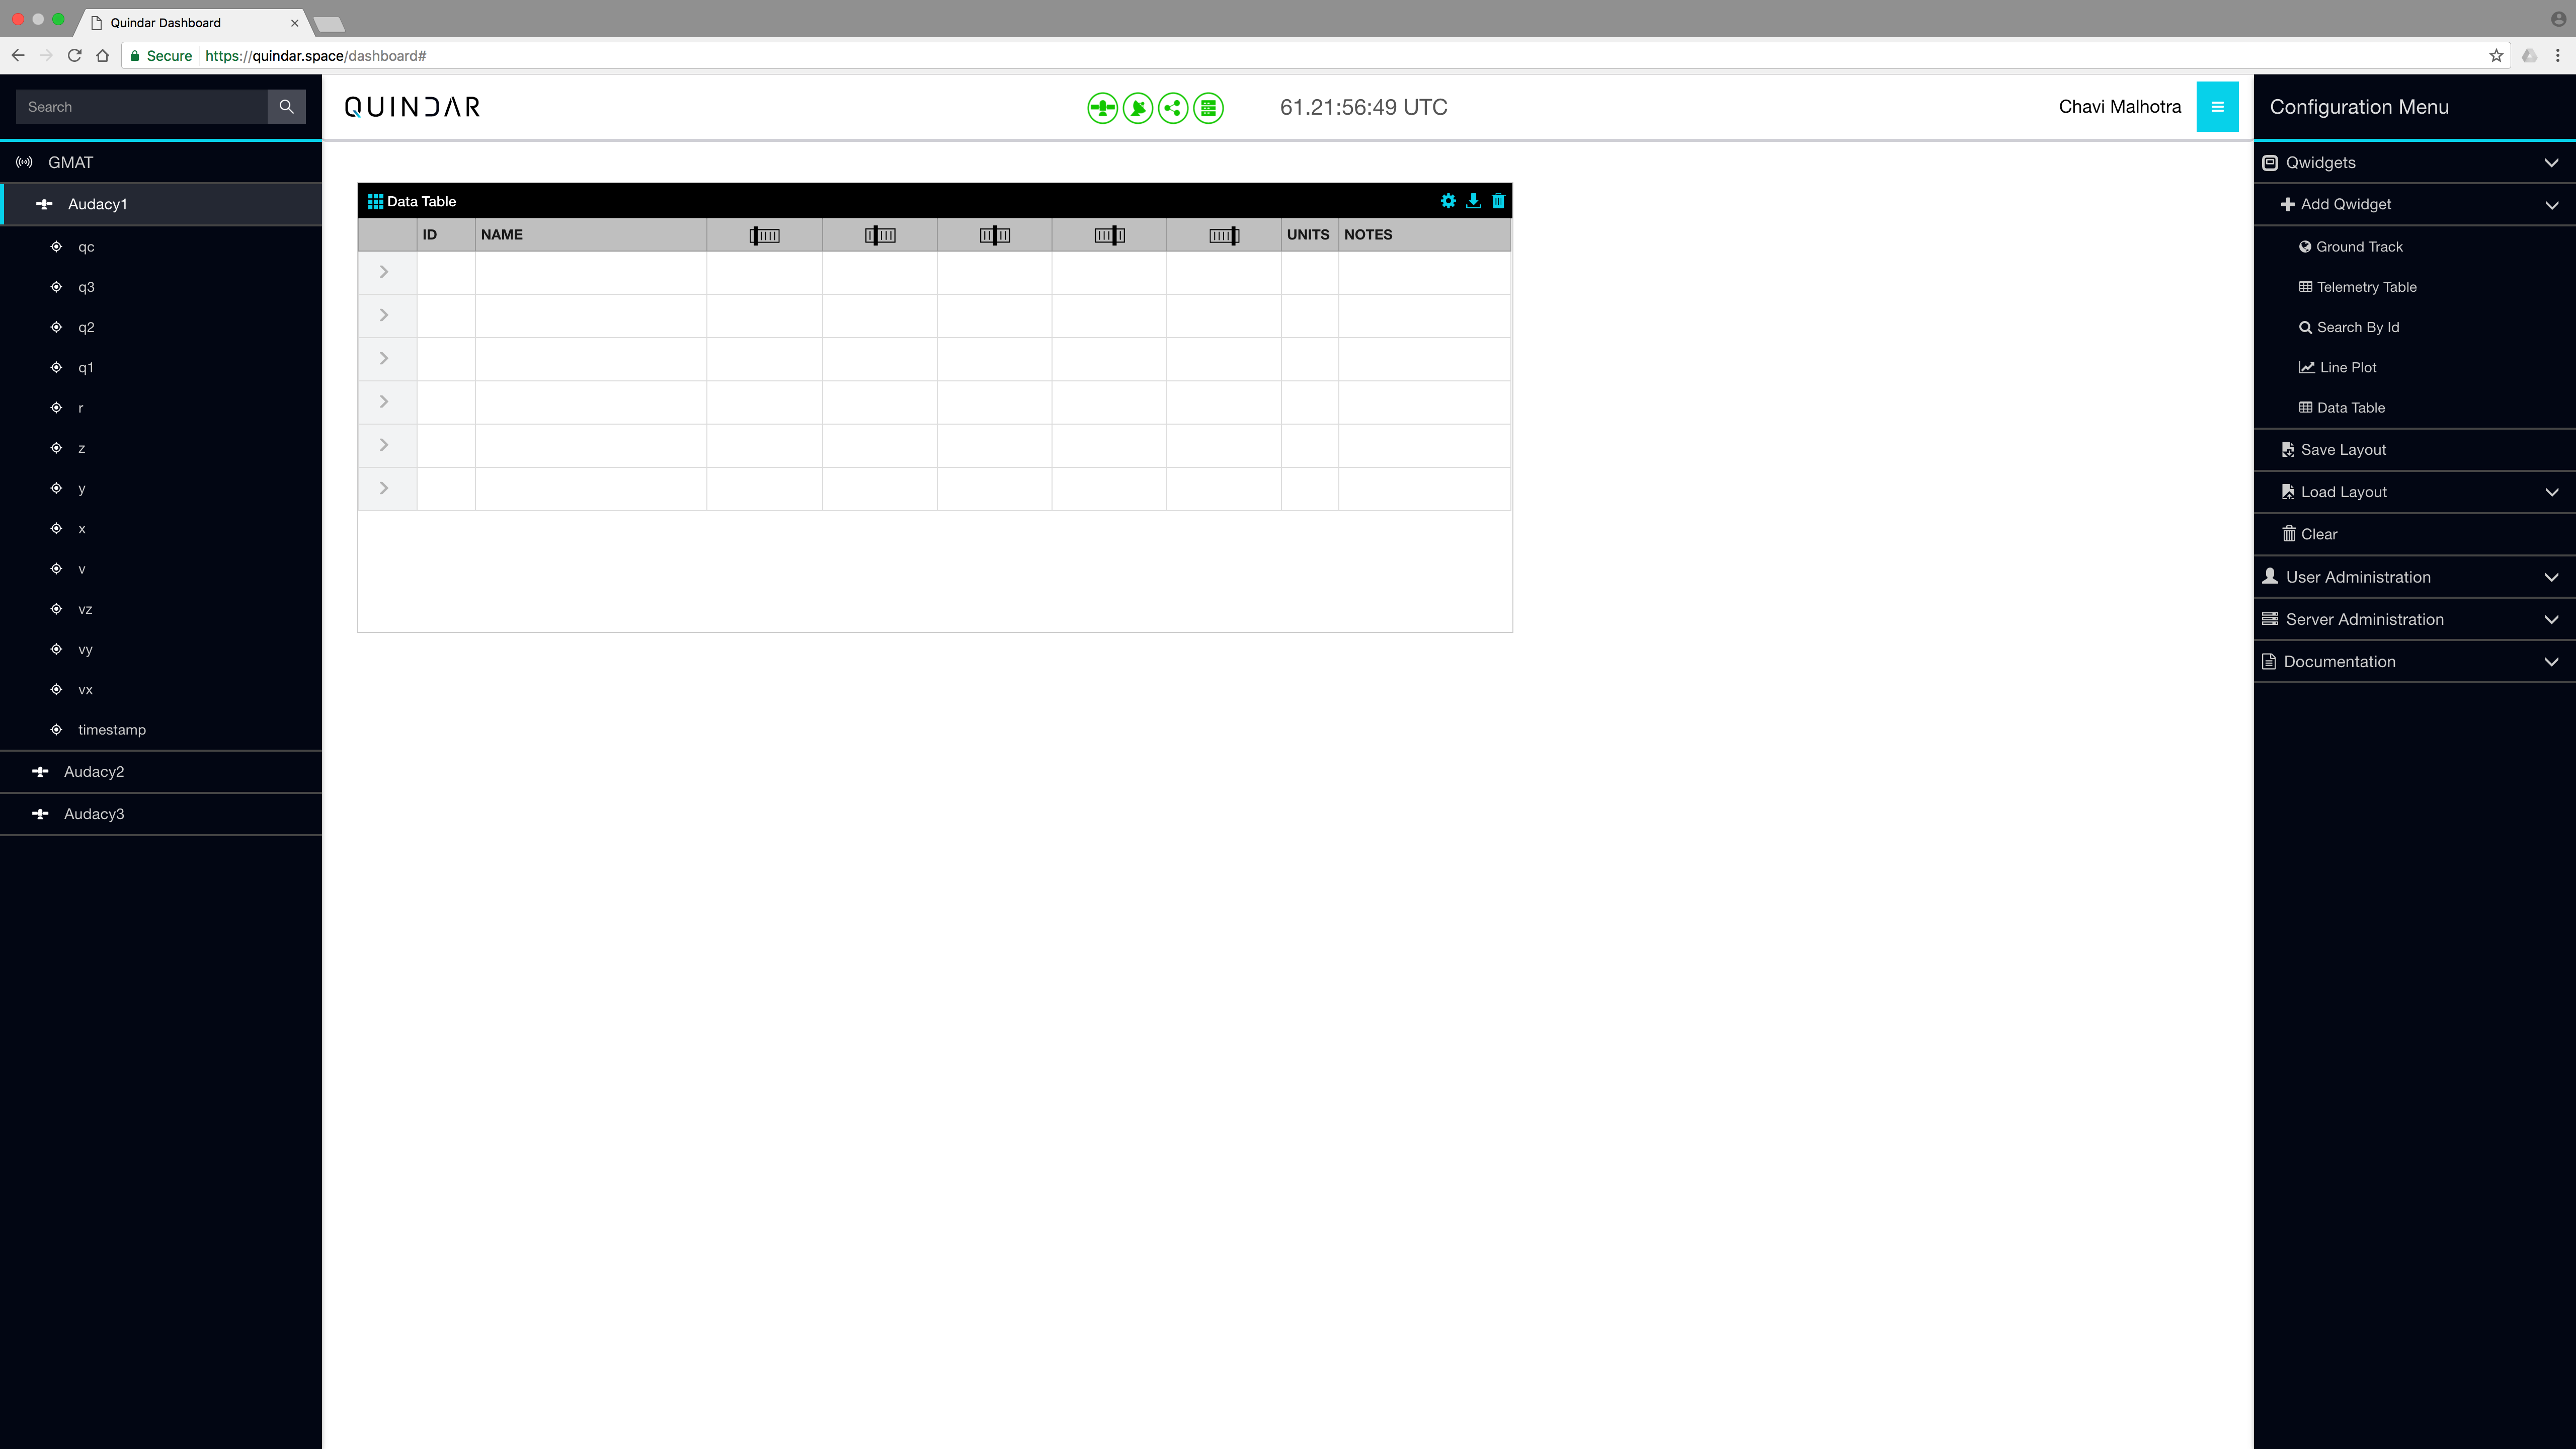 Quindar Dashboard
Secure https://quindar.space/dashboard#
Search
QUINDAR
61.21:56:49 UTC
Chavi Malhotra
Configuration Menu
GMAT
Audacy1
qc
q3
q2
q1
r
z
y
x
v
vz
vy
vx
timestamp
Audacy2
Audacy3
Data Table
ID NAME UNITS NOTES
Qwidgets
Add Qwidget
Ground Track
Telemetry Table
Search By Id
Line Plot
Data Table
Save Layout
Load Layout
Clear
User Administration
Server Administration
Documentation